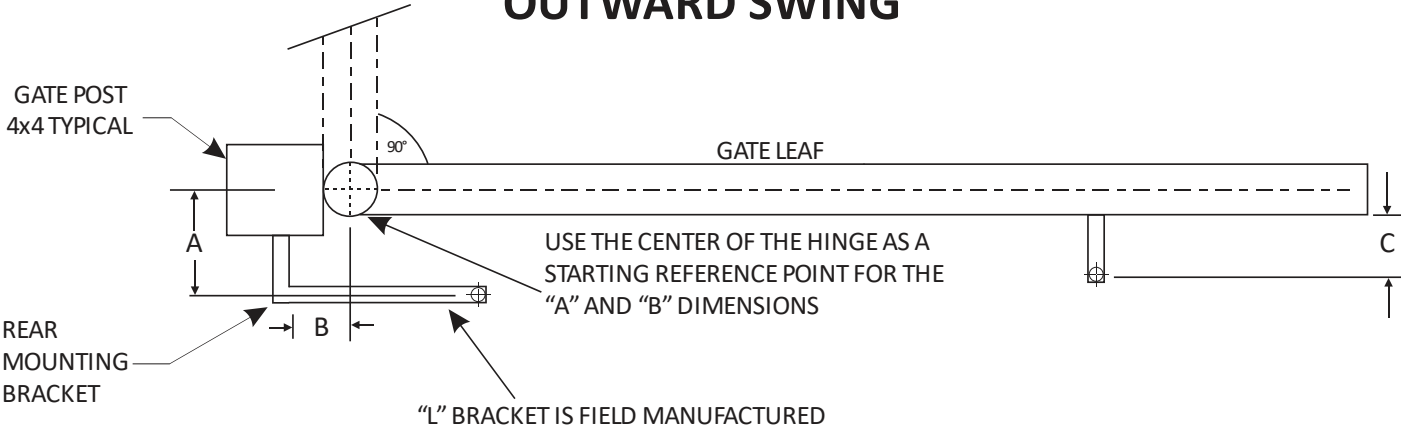 OUTWARD SWING
GATE POST
4x4 TYPICAL
90°
GATE LEAF
A
USE THE CENTER OF THE HINGE AS A
STARTING REFERENCE POINT FOR THE
“A” AND “B” DIMENSIONS
C
B
REAR
MOUNTING
BRACKET
“L” BRACKET IS FIELD MANUFACTURED